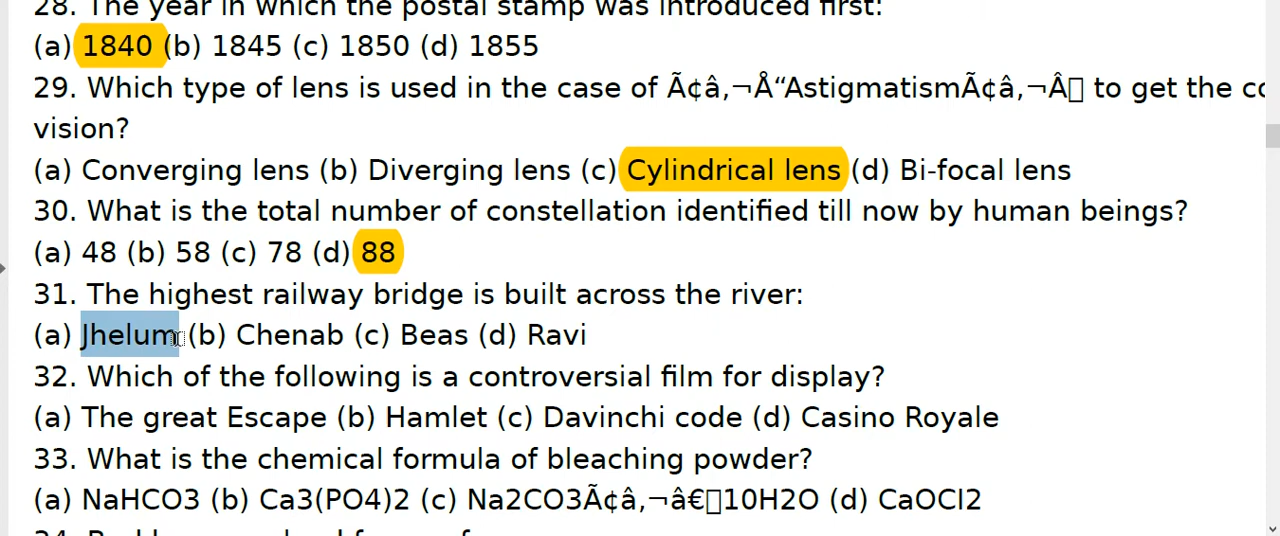 28. The year in which the postal stamp was introduced first:
(a) 1840 (b) 1845 (c) 1850 (d) 1855
29. Which type of lens is used in the case of Ã¢â‚¬Å“AstigmatismÃ¢â‚¬Â to get the
vision?
(a) Converging lens (b) Diverging lens (c) Cylindrical lens (d) Bi-focal lens
30. What is the total number of constellation identified till now by human beings?
(a) 48 (b) 58 (c) 78 (d) 88
31. The highest railway bridge is built across the river:
(a) Jhelum (b) Chenab (c) Beas (d) Ravi
32. Which of the following is a controversial film for display?
(a) The great Escape (b) Hamlet (c) Davinchi code (d) Casino Royale
33. What is the chemical formula of bleaching powder?
(a) NaHCO3 (b) Ca3(PO4)2 (c) Na2CO3Ã¢â‚¬â€10H2O (d) CaOCl2